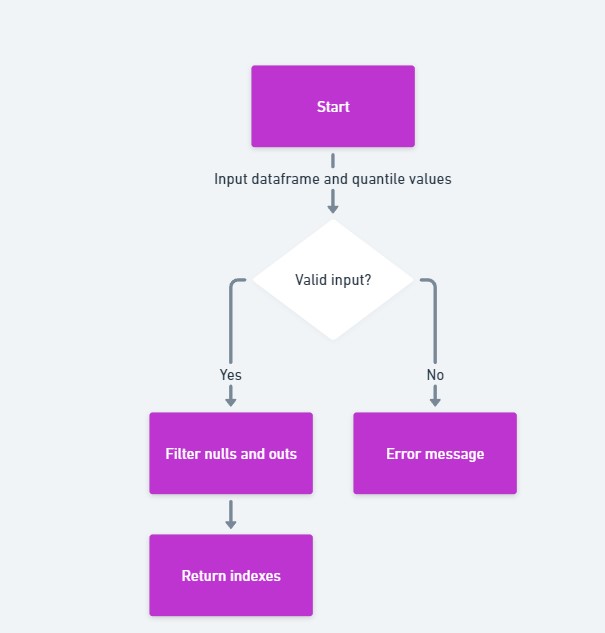 Start
Input dataframe and quantile values
Valid input?
Yes
No
Filter nulls and outs
Error message
Return indexes